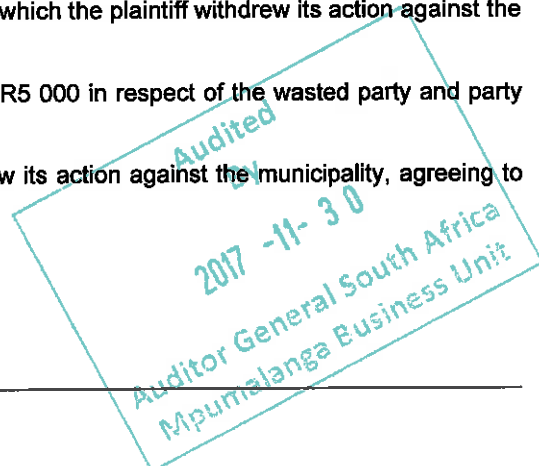 which the plaintiff withdrew its action against the
R5 000 in respect of the wasted party and party
w its action against the municipality, agreeing to
Audited
By
2017 -11- 30
Auditor General South Africa
Mpumalanga Business Unit